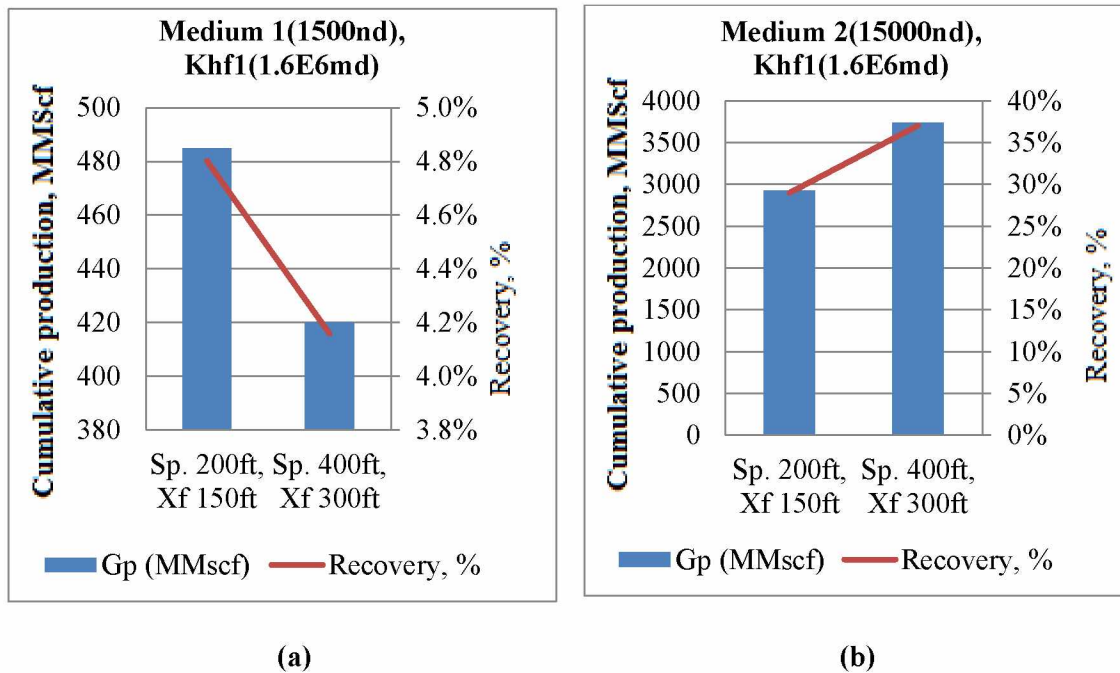 Medium 1(1500nd),
Khf1(1.6E6md)
Cumulative production, MMScf
500
480
460
440
420
400
380
5.0%
4.8%
4.6%
4.4%
4.2%
4.0%
3.8%
Recovery, %
Sp. 200ft,
Xf 150ft
Sp. 400ft,
Xf 300ft
Gp (MMscf)
Recovery, %
(a)
Medium 2(15000nd),
Khf1(1.6E6md)
Cumulative production, MMScf
4000
3500
3000
2500
2000
1500
1000
500
0
40%
35%
30%
25%
20%
15%
10%
5%
0%
Recovery, %
Sp. 200ft,
Xf 150ft
Sp. 400ft,
Xf 300ft
Gp (MMscf)
Recovery, %
(b)